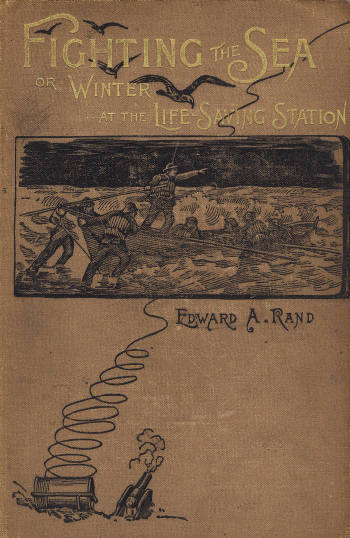 FIGHTING THE SEA
OR WINTER
AT THE LIFE-SAVING STATION
EDWARD A. RAND